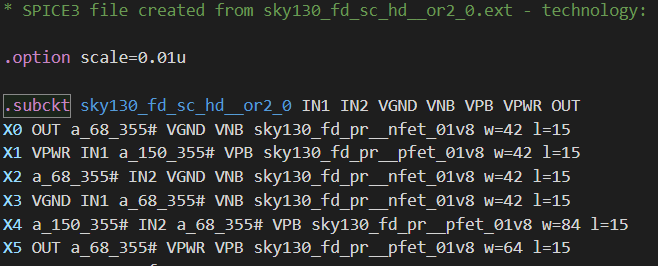 * SPICE3 file created from sky130_fd_sc_hd__or2_0.ext - technology:
.option scale=0.01u
.subckt sky130_fd_sc_hd__or2_0 IN1 IN2 VGND VNB VPB VPWR OUT
X0 OUT a_68_355# VGND VNB sky130_fd_pr__nfet_01v8 w=42 l=15
X1 VPWR IN1 a_150_355# VPB sky130_fd_pr__pfet_01v8 w=42 l=15
X2 a_68_355# IN2 VGND VNB sky130_fd_pr__nfet_01v8 w=42 l=15
X3 VGND IN1 a_68_355# VNB sky130_fd_pr__nfet_01v8 w=42 l=15
X4 a_150_355# IN2 a_68_355# VPB sky130_fd_pr__pfet_01v8 w=84 l=15
X5 OUT a_68_355# VPWR VPB sky130_fd_pr__pfet_01v8 w=64 l=15